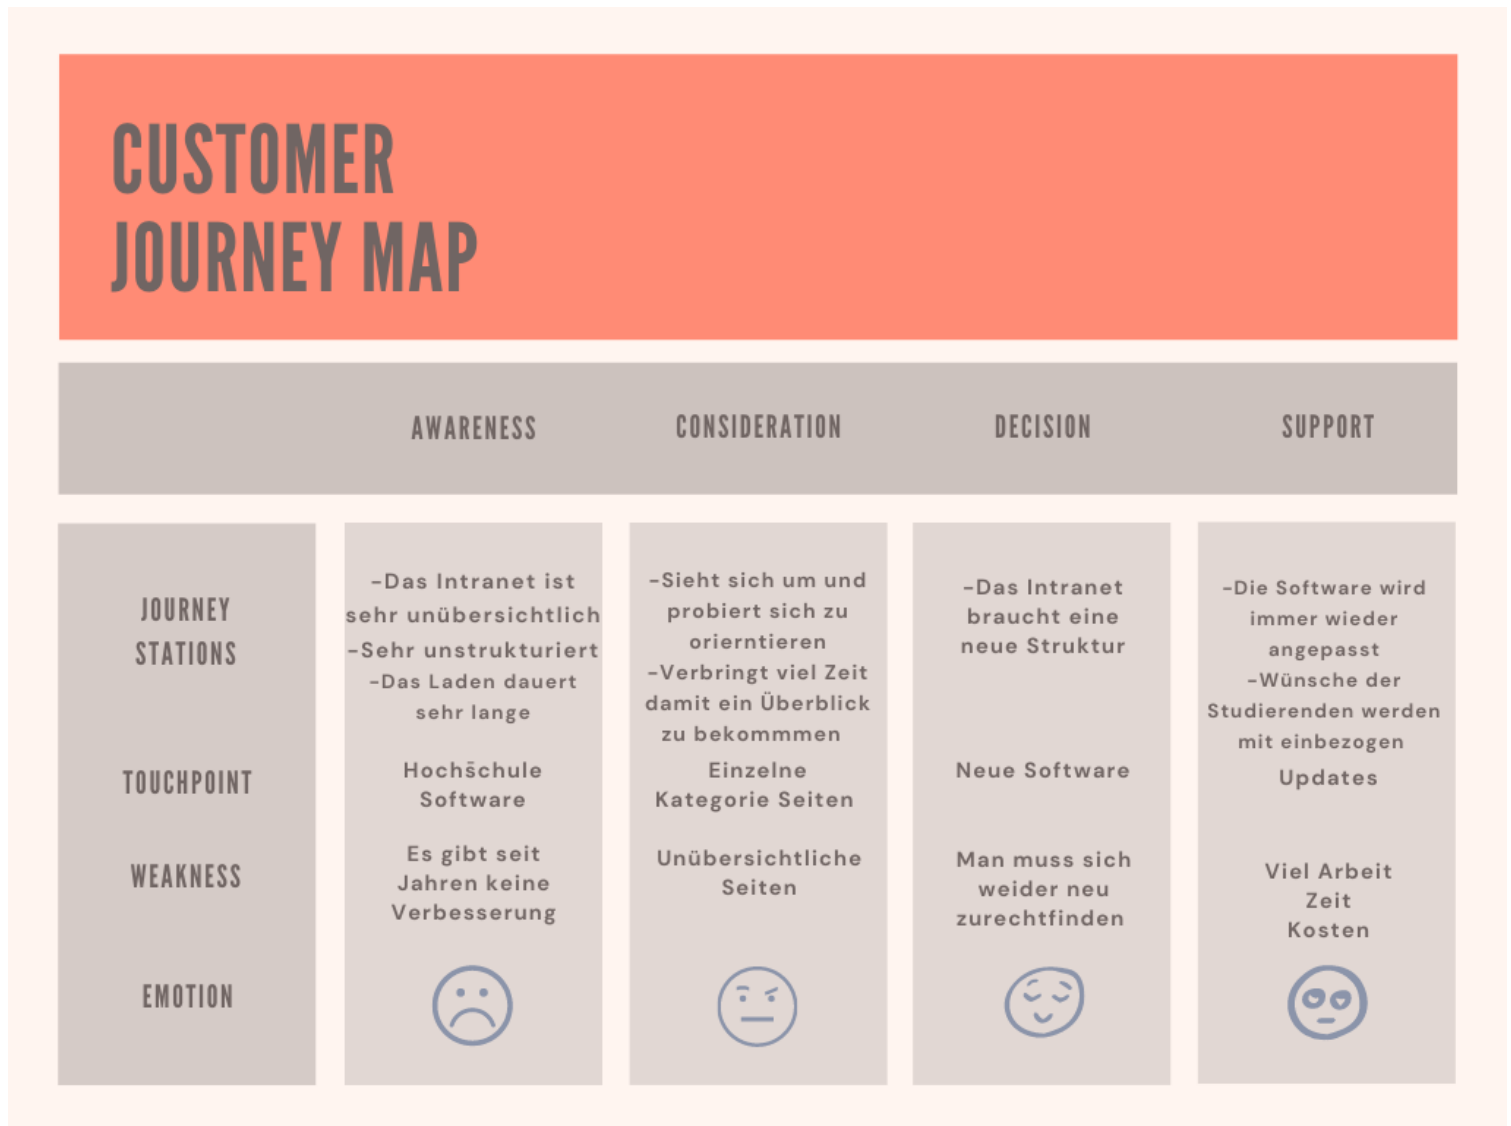 CUSTOMER
JOURNEY MAP
AWARENESS
CONSIDERATION
DECISION
SUPPORT
JOURNEY
STATIONS
-Das Intranet ist
sehr unübersichtlich
-Sehr unstrukturiert
-Das Laden dauert
sehr lange
-Sieht sich um und
probiert sich zu
orierntieren
-Verbringt viel Zeit
damit ein Überblick
zu bekommmen
-Das Intranet
braucht eine
neue Struktur
-Die Software wird
immer wieder
angepasst
-Wünsche der
Studierenden werden
mit einbezogen
TOUCHPOINT
Hochschule
Software
Einzelne
Kategorie Seiten
Neue Software
Updates
WEAKNESS
Es gibt seit
Jahren keine
Verbesserung
Unübersichtliche
Seiten
Man muss sich
weider neu
zurechtfinden
Viel Arbeit
Zeit
Kosten
EMOTION